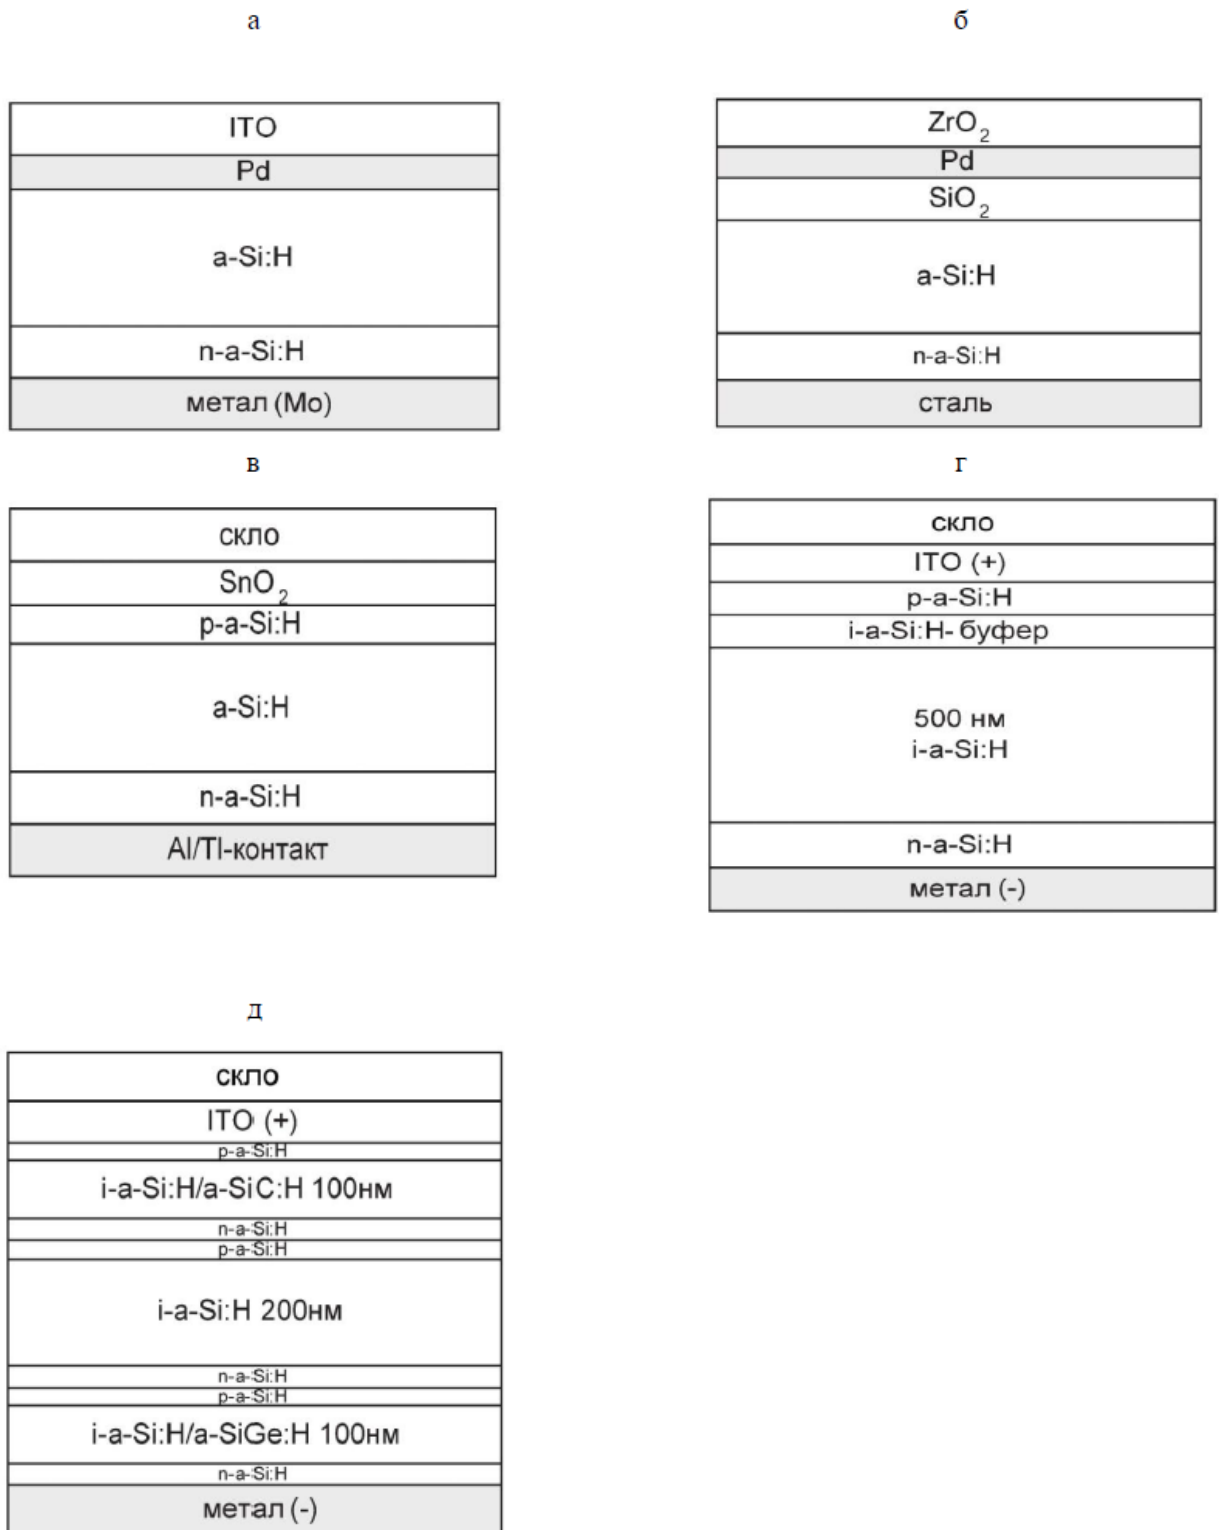 а
ITO
Pd
a-Si:H
n-a-Si:H
метал (Mo)
б
ZrO2
Pd
SiO2
a-Si:H
n-a-Si:H
сталь
в
скло
SnO2
p-a-Si:H
a-Si:H
n-a-Si:H
Al/Tl-контакт
г
скло
ITO (+)
p-a-Si:H
i-a-Si:H- буфер
500 нм
i-a-Si:H
n-a-Si:H
метал (-)
д
скло
ITO (+)
p-a-Si:H
i-a-Si:H/a-SiC:H 100нм
n-a-Si:H
p-a-Si:H
i-a-Si:H 200нм
n-a-Si:H
p-a-Si:H
i-a-Si:H/a-SiGe:H 100нм
n-a-Si:H
метал (-)